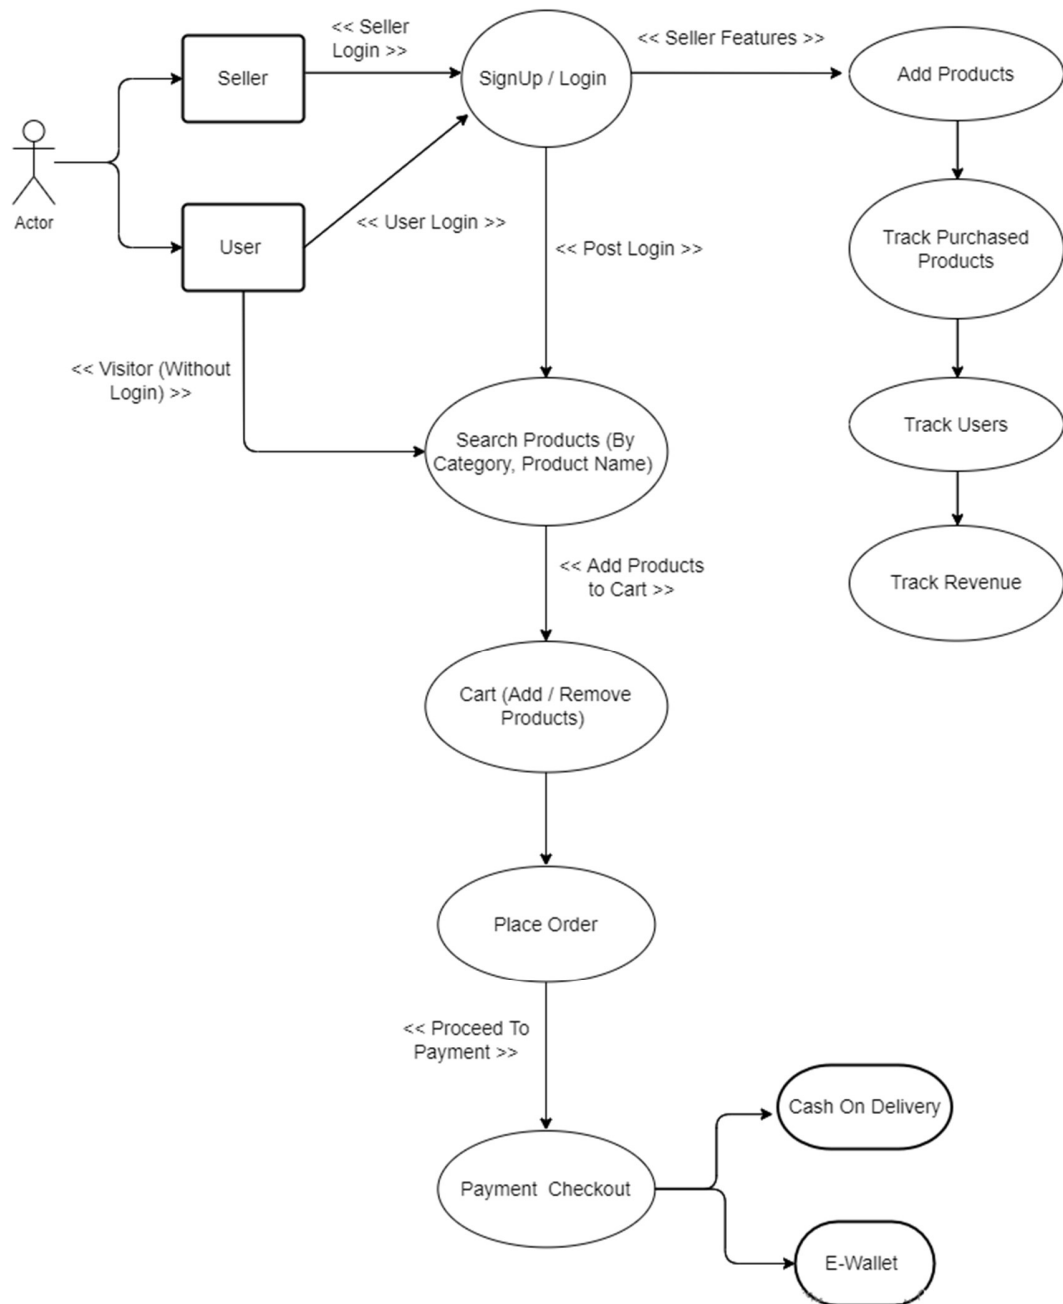 << Seller
Login >>
Seller
SignUp / Login
<< Seller Features >>
Add Products
Actor
User
<< User Login >>
<< Post Login >>
Track Purchased
Products
<< Visitor (Without
Login) >>
Search Products (By
Category, Product Name)
Track Users
<< Add Products
to Cart >>
Track Revenue
Cart (Add / Remove
Products)
Place Order
<< Proceed To
Payment >>
Payment Checkout
Cash On Delivery
E-Wallet